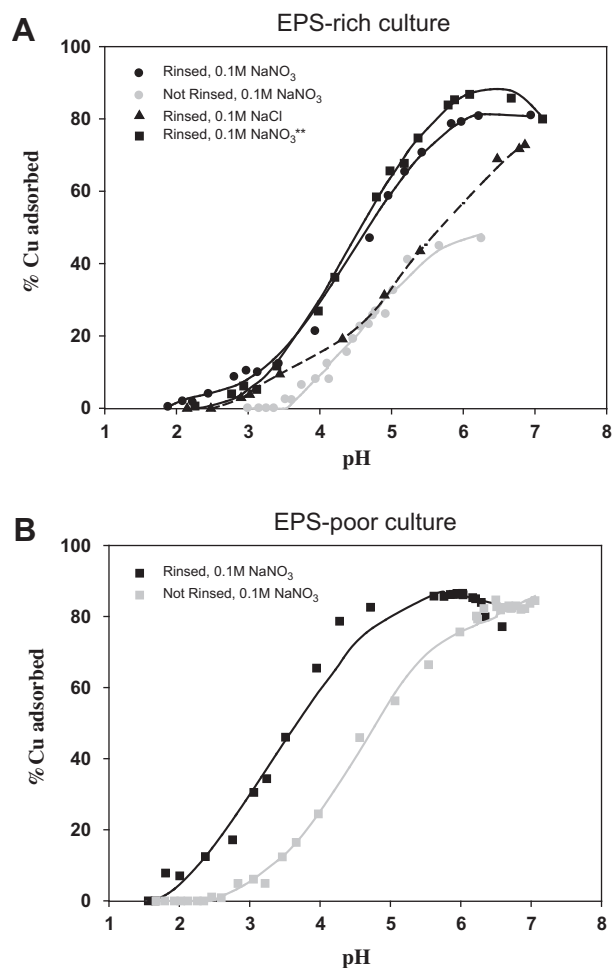 A
EPS-rich culture
100
80
60
40
20
0
% Cu adsorbed
Rinsed, 0.1M NaNO₃
Not Rinsed, 0.1M NaNO₃
Rinsed, 0.1M NaCl
Rinsed, 0.1M NaNO₃**
1 2 3 4 5 6 7 8
pH
B
EPS-poor culture
100
80
60
40
20
0
% Cu adsorbed
Rinsed, 0.1M NaNO₃
Not Rinsed, 0.1M NaNO₃
1 2 3 4 5 6 7 8
pH